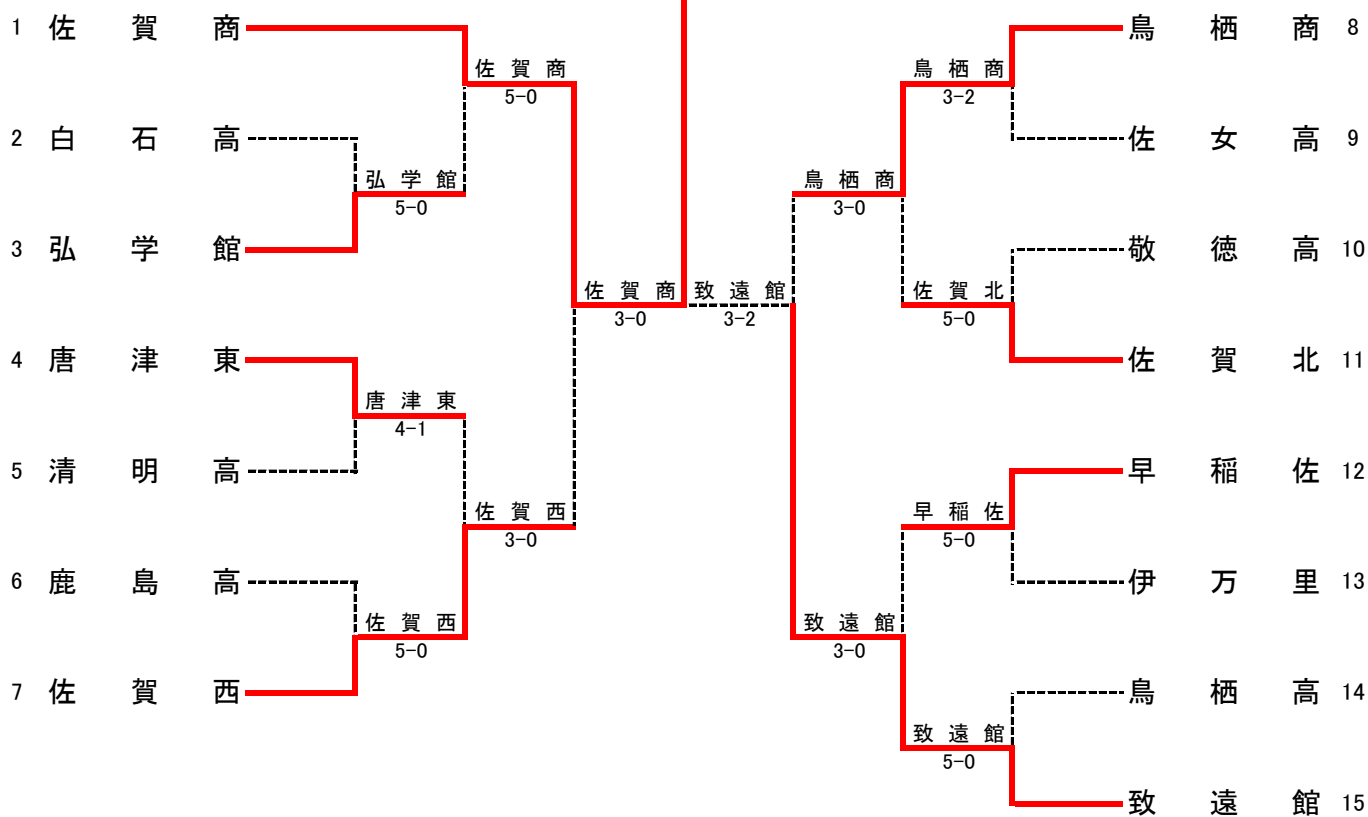 1 佐賀商
鳥栖商 8
佐賀商
5-0
鳥栖商
3-2
2 白石高
佐女高 9
弘学館
5-0
鳥栖商
3-0
3 弘学館
敬徳高 10
佐賀商
3-0
致遠館
3-2
佐賀北
5-0
4 唐津東
佐賀北 11
唐津東
4-1
5 清明高
早稲佐 12
佐賀西
3-0
早稲佐
5-0
6 鹿島高
伊万里 13
佐賀西
5-0
致遠館
3-0
7 佐賀西
鳥栖高 14
致遠館
5-0
致遠館 15